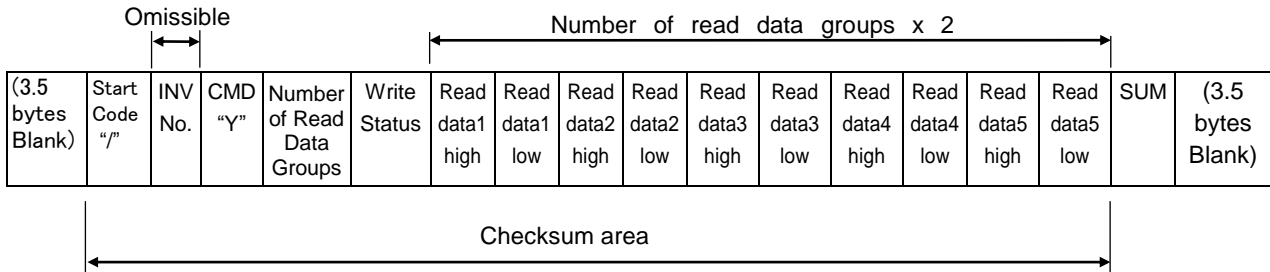 Omissible
Number of read data groups x 2
(3.5 bytes Blank)
Start Code "/"
INV No.
CMD "Y"
Number of Read Data Groups
Write Status
Read data1 high
Read data1 low
Read data2 high
Read data2 low
Read data3 high
Read data3 low
Read data4 high
Read data4 low
Read data5 high
Read data5 low
SUM
(3.5 bytes Blank)
Checksum area